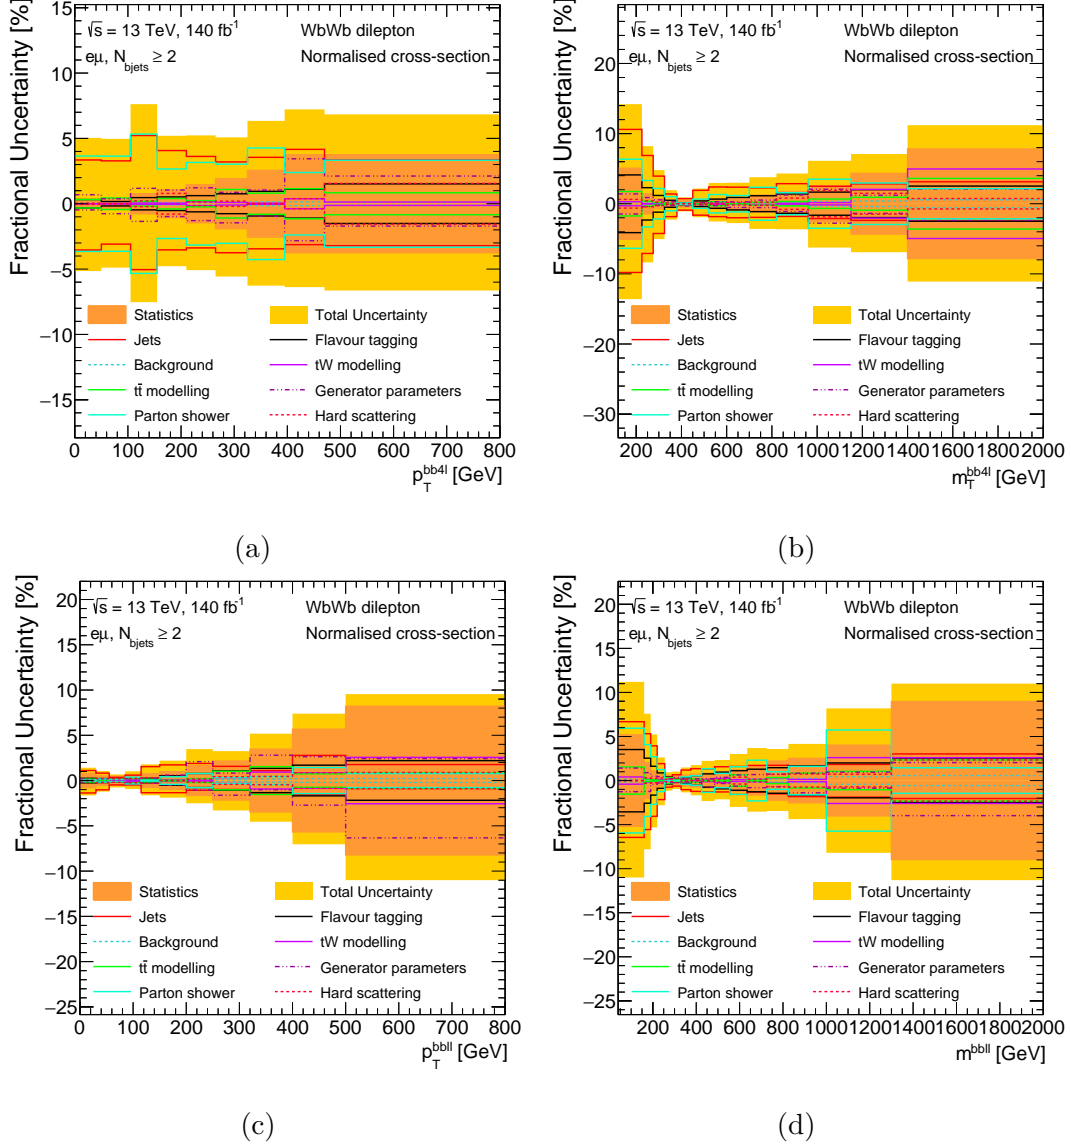 Fractional Uncertainty [%]
√s = 13 TeV, 140 fb⁻¹ WbWb dilepton
eμ, N_bjets ≥ 2 Normalised cross-section
15
10
5
0
−5
−10
−15
Statistics Total Uncertainty
Jets Flavour tagging
Background tW modelling
tt̄ modelling Generator parameters
Parton shower Hard scattering
0 100 200 300 400 500 600 700 800
p_T^bb4l [GeV]
(a)
Fractional Uncertainty [%]
√s = 13 TeV, 140 fb⁻¹ WbWb dilepton
eμ, N_bjets ≥ 2 Normalised cross-section
20
10
0
−10
−20
−30
Statistics Total Uncertainty
Jets Flavour tagging
Background tW modelling
tt̄ modelling Generator parameters
Parton shower Hard scattering
200 400 600 800 1000 1200 1400 1600 1800 2000
m_T^bb4l [GeV]
(b)
Fractional Uncertainty [%]
√s = 13 TeV, 140 fb⁻¹ WbWb dilepton
eμ, N_bjets ≥ 2 Normalised cross-section
20
15
10
5
0
−5
−10
−15
−20
−25
Statistics Total Uncertainty
Jets Flavour tagging
Background tW modelling
tt̄ modelling Generator parameters
Parton shower Hard scattering
0 100 200 300 400 500 600 700 800
p_T^bbll [GeV]
(c)
Fractional Uncertainty [%]
√s = 13 TeV, 140 fb⁻¹ WbWb dilepton
eμ, N_bjets ≥ 2 Normalised cross-section
20
15
10
5
0
−5
−10
−15
−20
−25
Statistics Total Uncertainty
Jets Flavour tagging
Background tW modelling
tt̄ modelling Generator parameters
Parton shower Hard scattering
200 400 600 800 1000 1200 1400 1600 1800 2000
m^bbll [GeV]
(d)